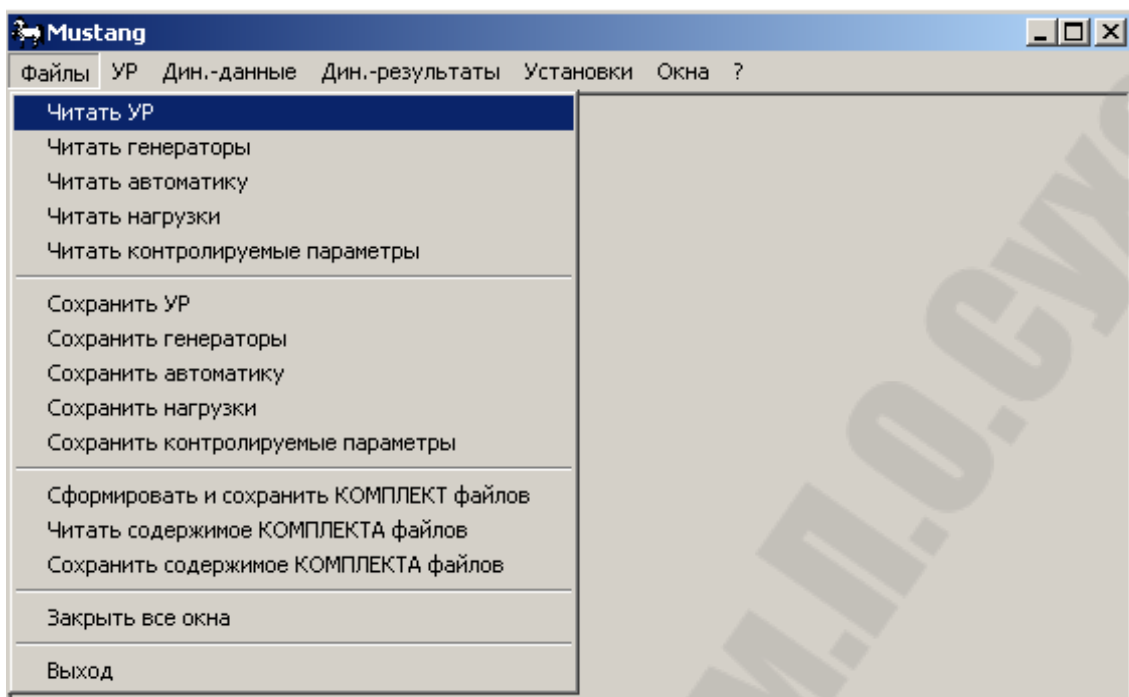 Mustang
Файлы УР Дин.-данные Дин.-результаты Установки Окна ?
Читать УР
Читать генераторы
Читать автоматику
Читать нагрузки
Читать контролируемые параметры
Сохранить УР
Сохранить генераторы
Сохранить автоматику
Сохранить нагрузки
Сохранить контролируемые параметры
Сформировать и сохранить КОМПЛЕКТ файлов
Читать содержимое КОМПЛЕКТА файлов
Сохранить содержимое КОМПЛЕКТА файлов
Закрыть все окна
Выход